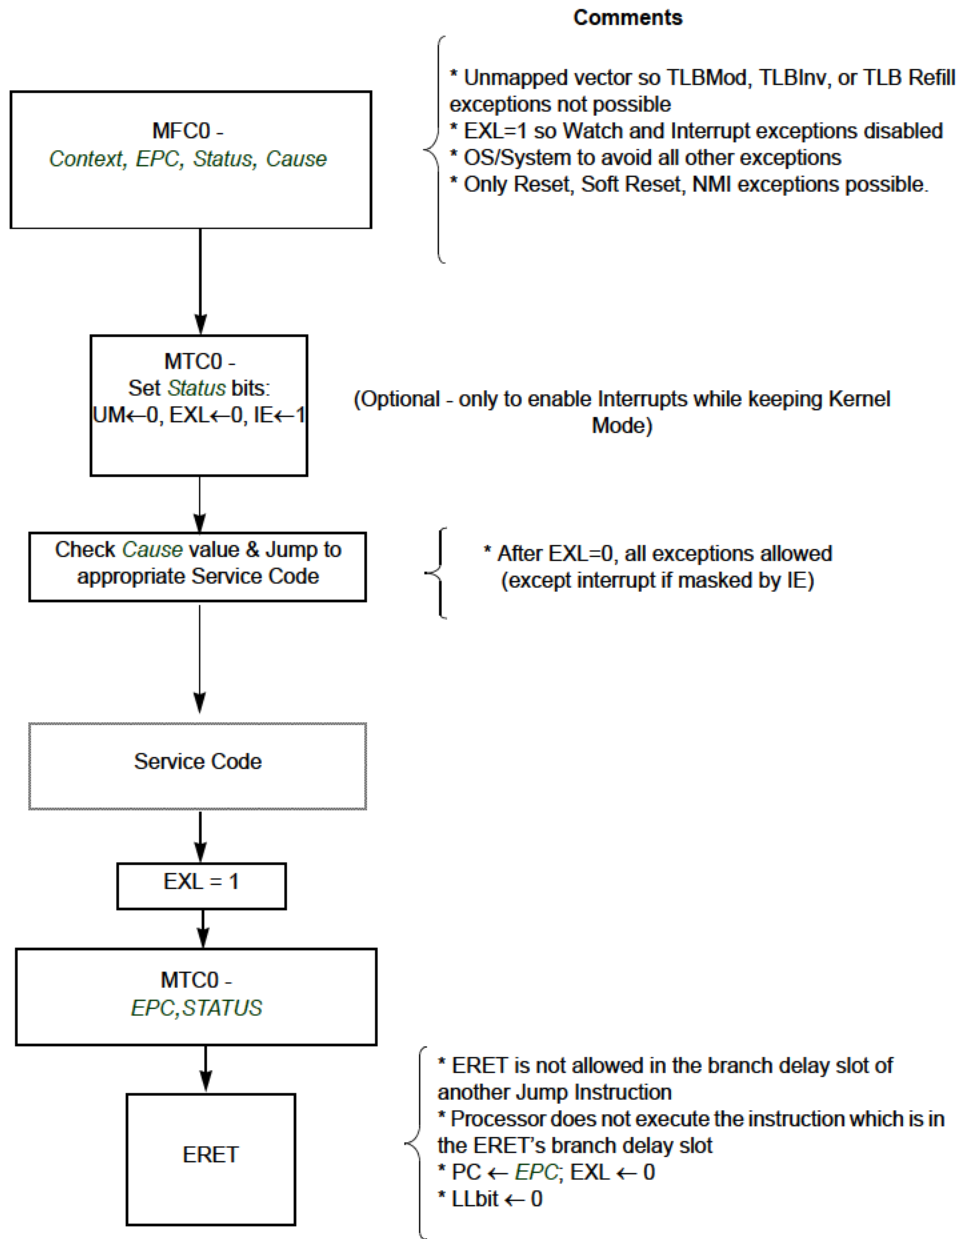 Comments
MFC0 -
Context, EPC, Status, Cause
* Unmapped vector so TLBMod, TLBInv, or TLB Refill
exceptions not possible
* EXL=1 so Watch and Interrupt exceptions disabled
* OS/System to avoid all other exceptions
* Only Reset, Soft Reset, NMI exceptions possible.
MTC0 -
Set Status bits:
UM←0, EXL←0, IE←1
(Optional - only to enable Interrupts while keeping Kernel
Mode)
Check Cause value & Jump to
appropriate Service Code
* After EXL=0, all exceptions allowed
(except interrupt if masked by IE)
Service Code
EXL = 1
MTC0 -
EPC,STATUS
ERET
* ERET is not allowed in the branch delay slot of
another Jump Instruction
* Processor does not execute the instruction which is in
the ERET's branch delay slot
* PC ← EPC; EXL ← 0
* LLbit ← 0